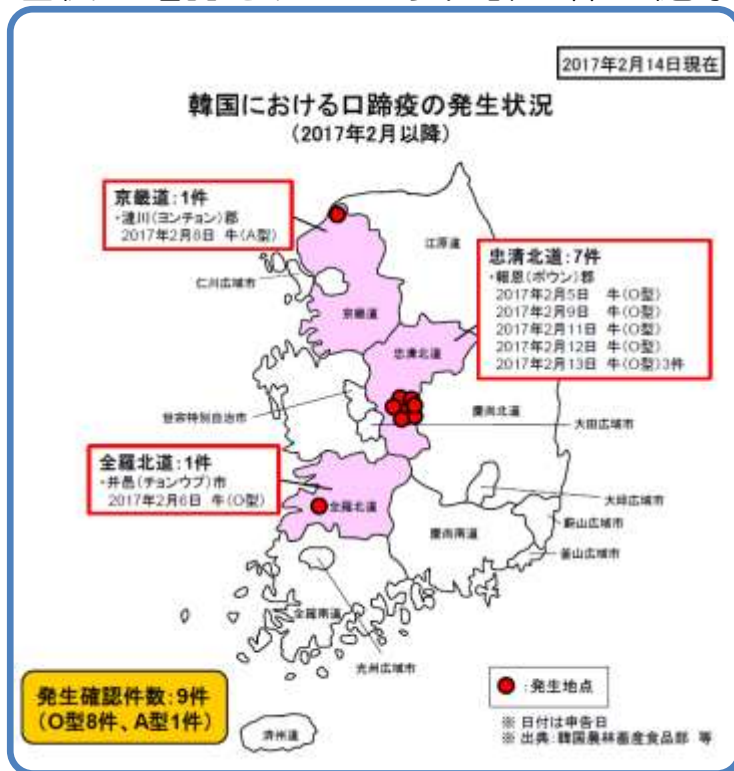 2017年2月14日現在
韓国における口蹄疫の発生状況
(2017年2月以降)
京畿道:1件
・漣川(ヨンチョン)郡
2017年2月8日 牛(A型)
忠清北道:7件
・報恩(ボウン)郡
2017年2月5日 牛(O型)
2017年2月9日 牛(O型)
2017年2月11日 牛(O型)
2017年2月12日 牛(O型)
2017年2月13日 牛(O型)3件
江原道
仁川広域市
京畿道
忠清北道
世宗特別自治市
慶尚北道
大田広域市
全羅北道:1件
・井邑(チョンウプ)市
2017年2月6日 牛(O型)
全羅北道
大邱広域市
慶尚南道
蔚山広域市
釜山広域市
全羅南道
光州広域市
発生確認件数:9件
(O型8件、A型1件)
:発生地点
済州道
※ 日付は申告日
※ 出典:韓国農林畜産食品部 等